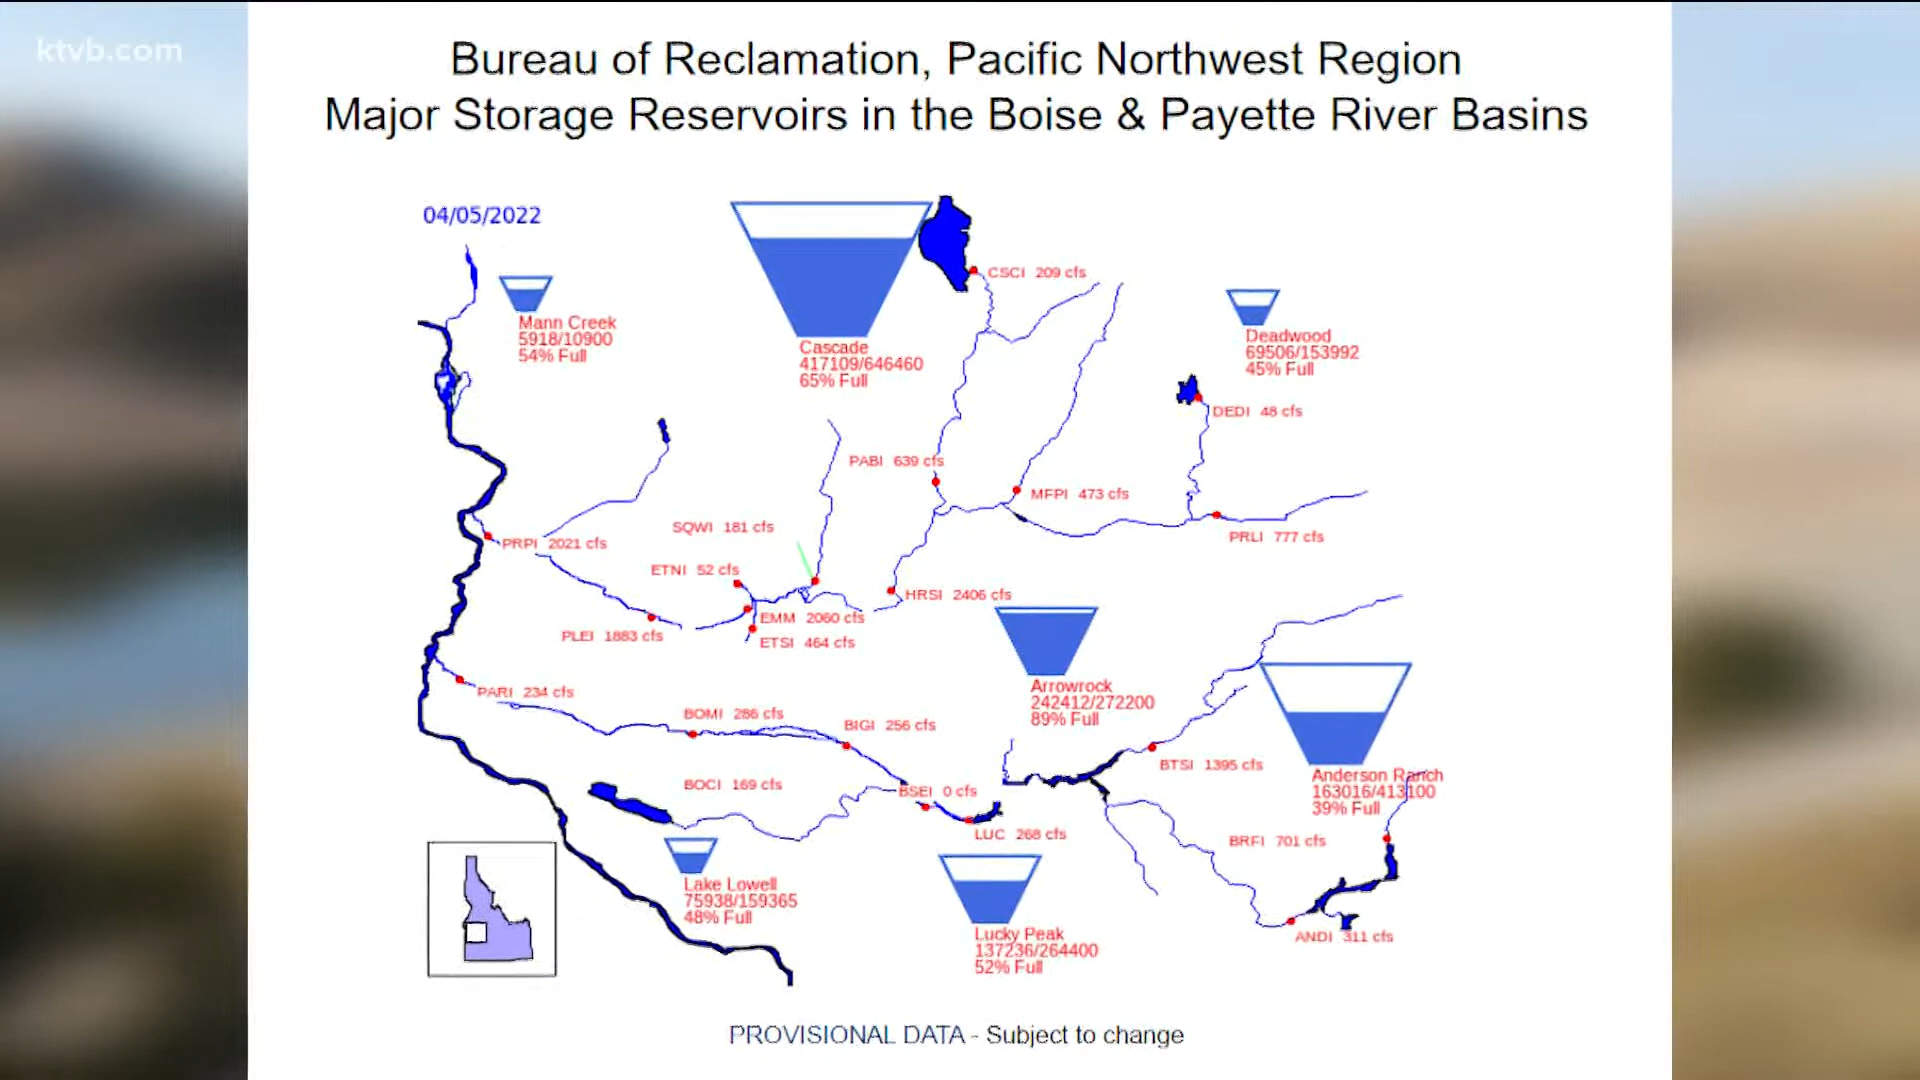 ktvb.com
Bureau of Reclamation, Pacific Northwest Region
Major Storage Reservoirs in the Boise & Payette River Basins
04/05/2022
Mann Creek
5918/10900
54% Full
Cascade
417109/646460
65% Full
CSCI 209 cfs
Deadwood
69506/153992
45% Full
DEDI 48 cfs
PABI 639 cfs
MFPI 473 cfs
SQWI 181 cfs
PRLI 777 cfs
PRPI 2021 cfs
ETNI 52 cfs
HRSI 2406 cfs
EMM 2060 cfs
PLEI 1883 cfs
ETSI 464 cfs
Arrowrock
242412/272200
89% Full
PARI 234 cfs
BOMI 286 cfs
BIGI 256 cfs
BTSI 1395 cfs
Anderson Ranch
163016/413100
39% Full
BOCI 169 cfs
BSEI 0 cfs
LUC 268 cfs
BRFI 701 cfs
Lake Lowell
75938/159365
48% Full
Lucky Peak
137236/264400
52% Full
ANDI 311 cfs
PROVISIONAL DATA - Subject to change